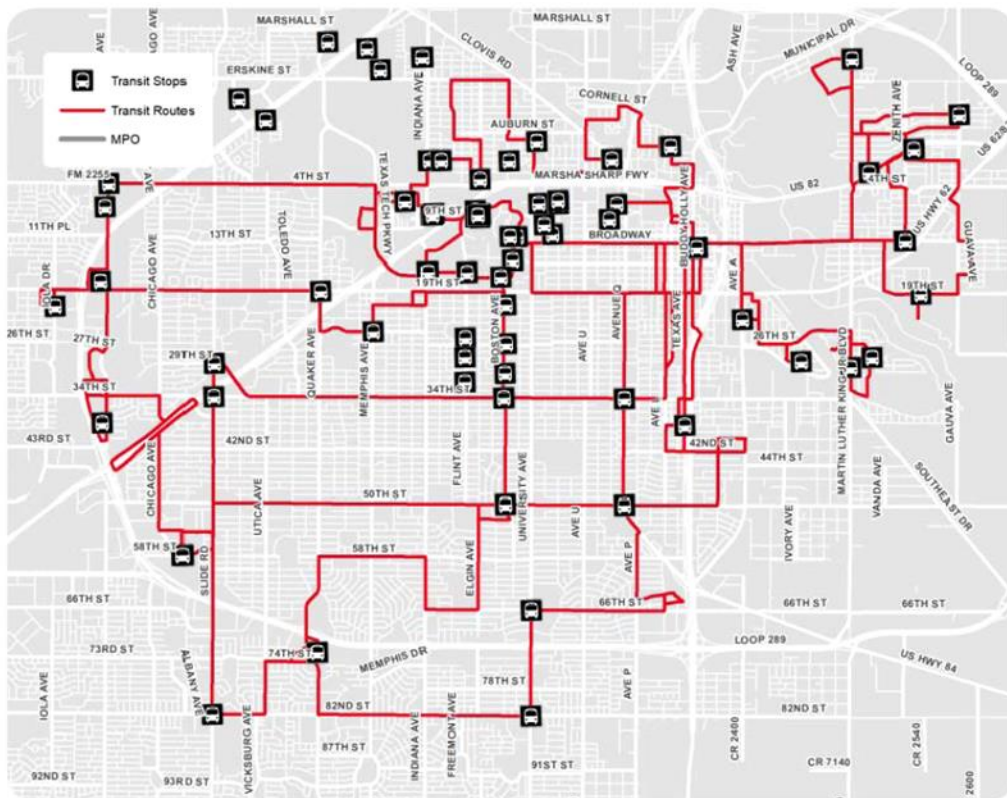 MARSHALL ST
MARSHALL ST
CLOVIS RD
ASH AVE
MUNICIPAL DR
LOOP 289
Transit Stops
ERSKINE ST
INDIANA AVE
Transit Routes
CORNELL ST
ZENITH AVE
MPO
AUBURN ST
US 62
FM 2255
AVE
4TH ST
TEXAS TECH PKWY
MARSHA SHARP FWY
US 82
4TH ST
US HWY 62
11TH PL
13TH ST
TOLEDO AVE
9TH ST
BROADWAY
BUDDY HOLLY AVE
GUAVA AVE
IOLA DR
CHICAGO AVE
19TH ST
AVE A
19TH ST
26TH ST
27TH ST
29TH ST
QUAKER AVE
MEMPHIS AVE
BOSTON AVE
AVE U
AVENUE Q
TEXAS AVE
26TH ST
MARTIN LUTHER KING JR BLVD
34TH ST
34TH ST
43RD ST
CHICAGO AVE
42ND ST
FLINT AVE
42ND ST
44TH ST
GAUVA AVE
UTICA AVE
50TH ST
UNIVERSITY AVE
AVE U
IVORY AVE
VANDA AVE
SOUTHEAST DR
58TH ST
SLIDE RD
58TH ST
ELGIN AVE
AVE P
66TH ST
66TH ST
66TH ST
66TH ST
73RD ST
74TH ST
MEMPHIS DR
LOOP 289
US HWY 84
IOLA AVE
ALBANY AVE
78TH ST
AVE P
82ND ST
82ND ST
VICKSBURG AVE
87TH ST
INDIANA AVE
FREEMONT AVE
CR 2400
CR 2540
92ND ST
93RD ST
91ST ST
CR 7140
2600